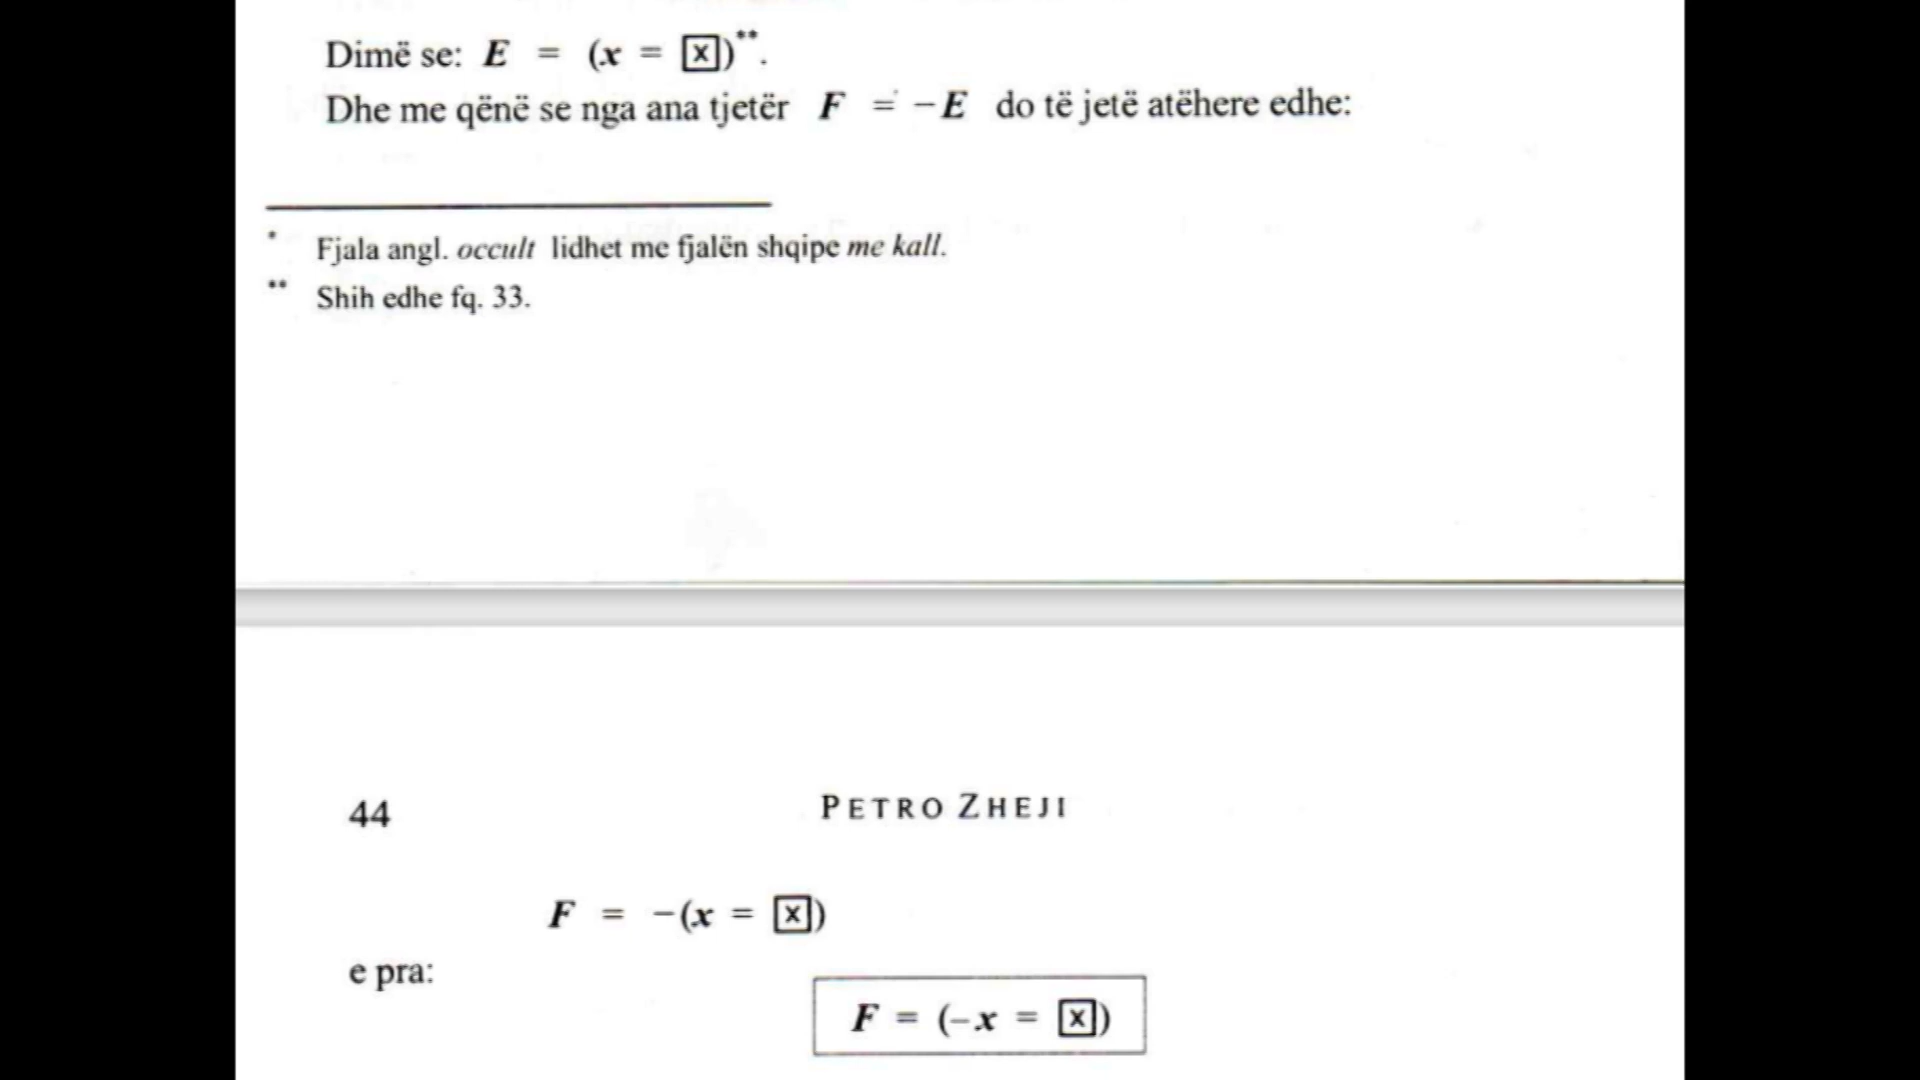 Dimë se: E = (x = [x])**.
Dhe me qënë se nga ana tjetër F = −E do të jetë atëhere edhe:
* Fjala angl. occult lidhet me fjalën shqipe me kall.
** Shih edhe fq. 33.
44 PETRO ZHEJI
F = −(x = [x])
e pra:
F = (−x = [x])